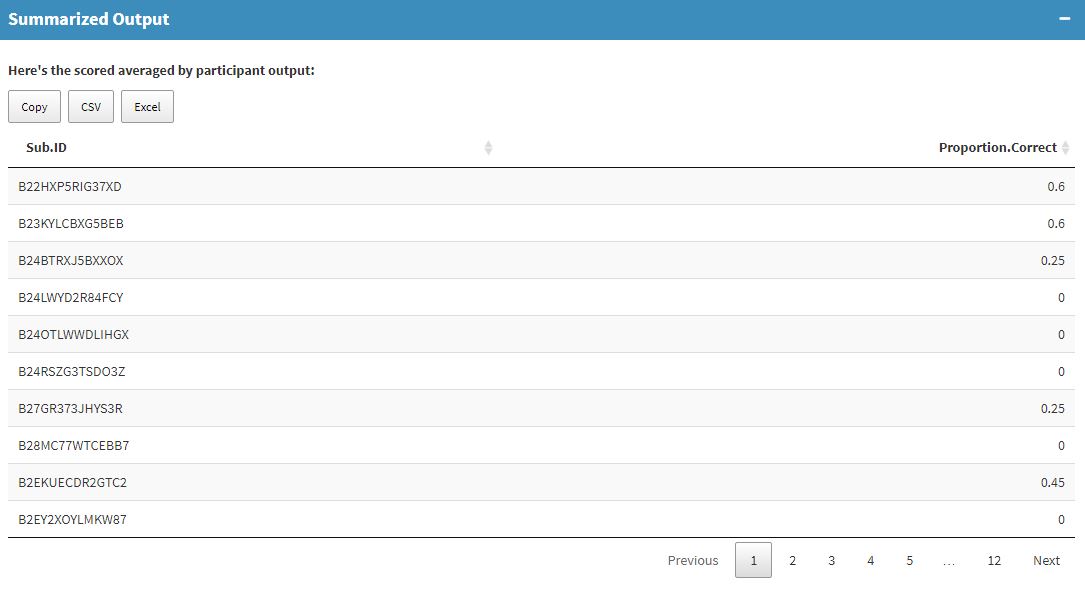 Summarized Output
Here's the scored averaged by participant output:
Copy CSV Excel
Sub.ID Proportion.Correct
B22HXP5RIG37XD 0.6
B23KYLCBXG5BEB 0.6
B24BTRXJ5BXXOX 0.25
B24LWYD2R84FCY 0
B24OTLWWDLIHGX 0
B24RSZG3TSDO3Z 0
B27GR373JHYS3R 0.25
B28MC77WTCEBB7 0
B2EKUECDR2GTC2 0.45
B2EY2XOYLMKW87 0
Previous 1 2 3 4 5 … 12 Next